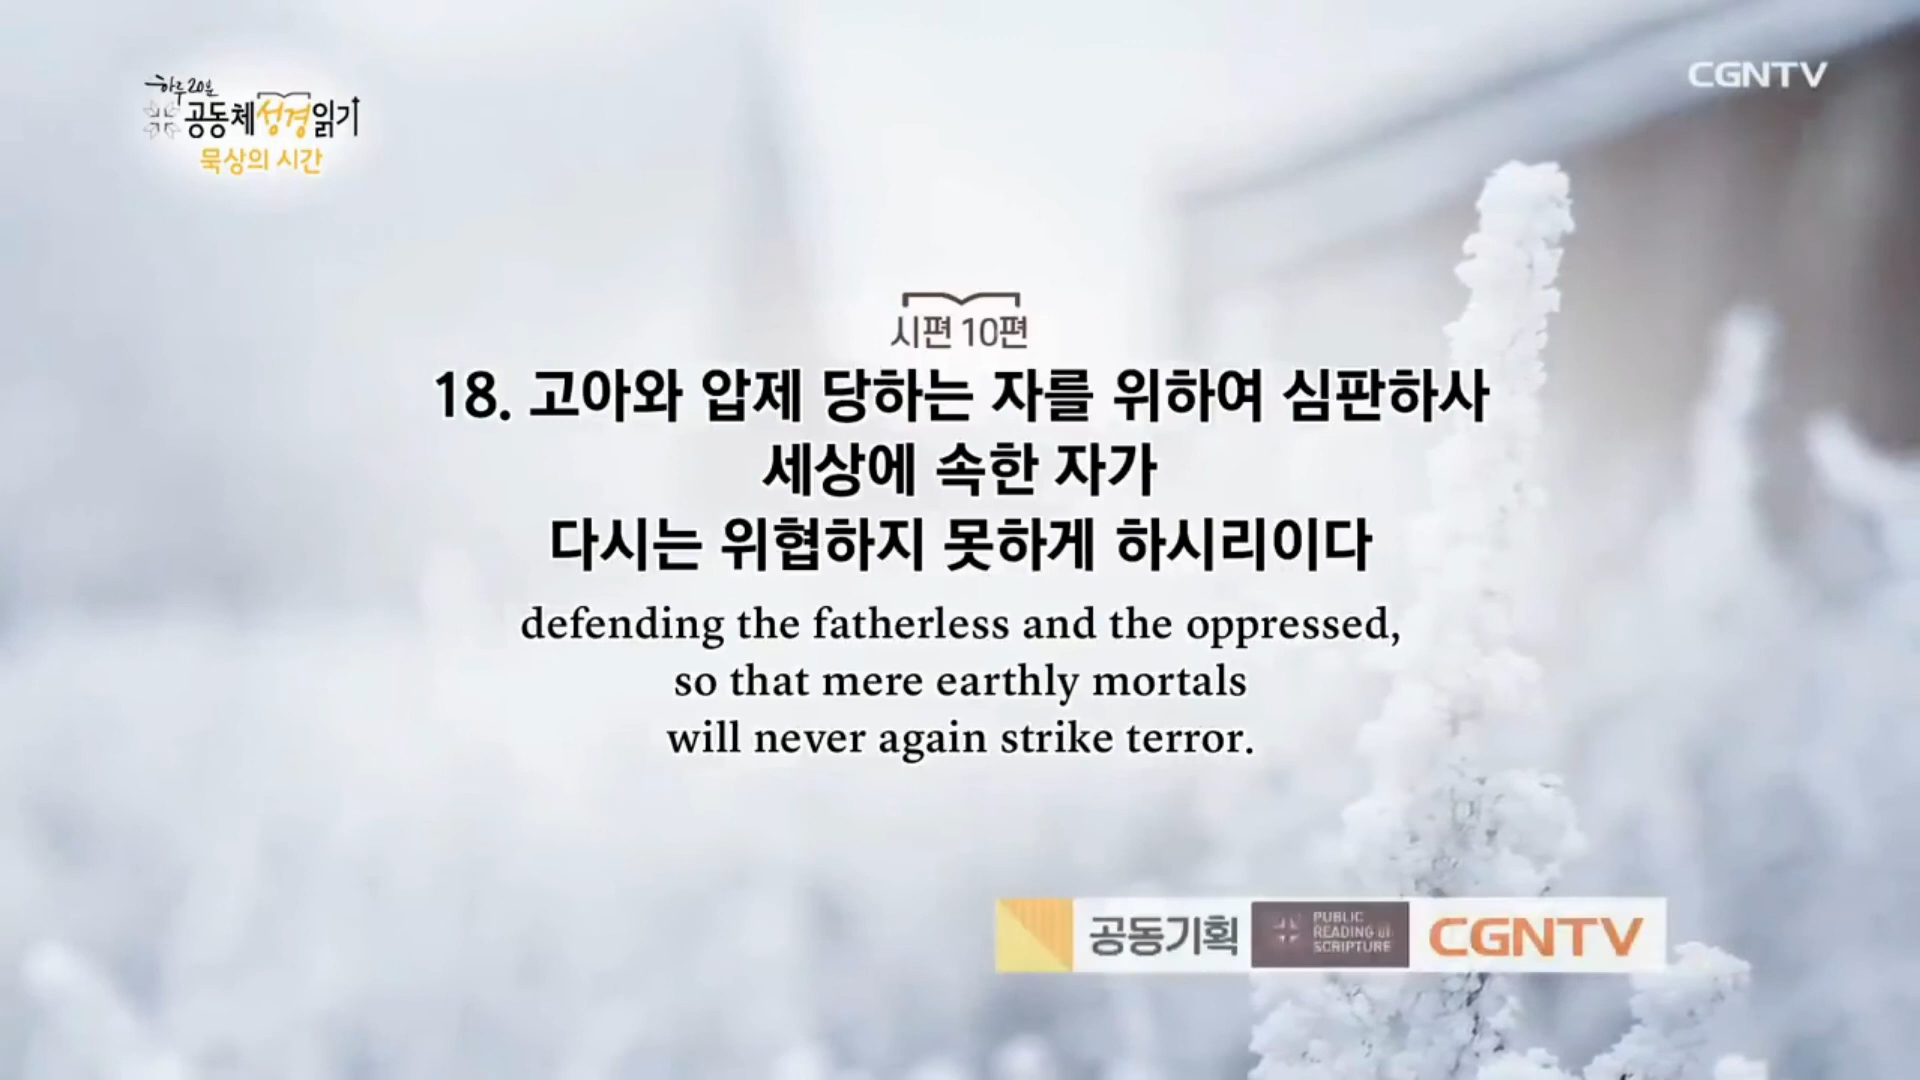 하루 20분
공동체성경읽기
묵상의 시간
CGNTV
시편 10편
18. 고아와 압제 당하는 자를 위하여 심판하사
세상에 속한 자가
다시는 위협하지 못하게 하시리이다
defending the fatherless and the oppressed,
so that mere earthly mortals
will never again strike terror.
공동기획
PUBLIC
READING of
SCRIPTURE
CGNTV